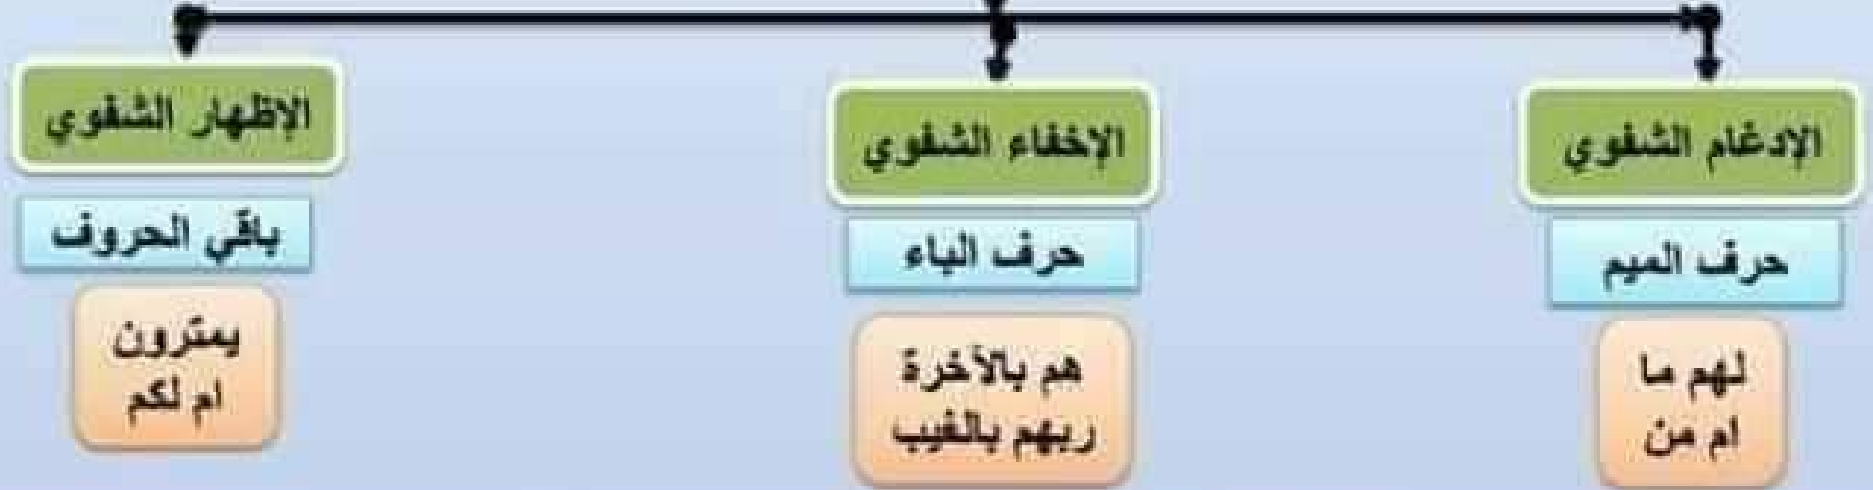 الإدغام الشفوي
حرف الميم
لهم ما
ام من
الإخفاء الشفوي
حرف الباء
هم بالآخرة
ربهم بالغيب
الإظهار الشفوي
باقي الحروف
يمترون
ام لكم